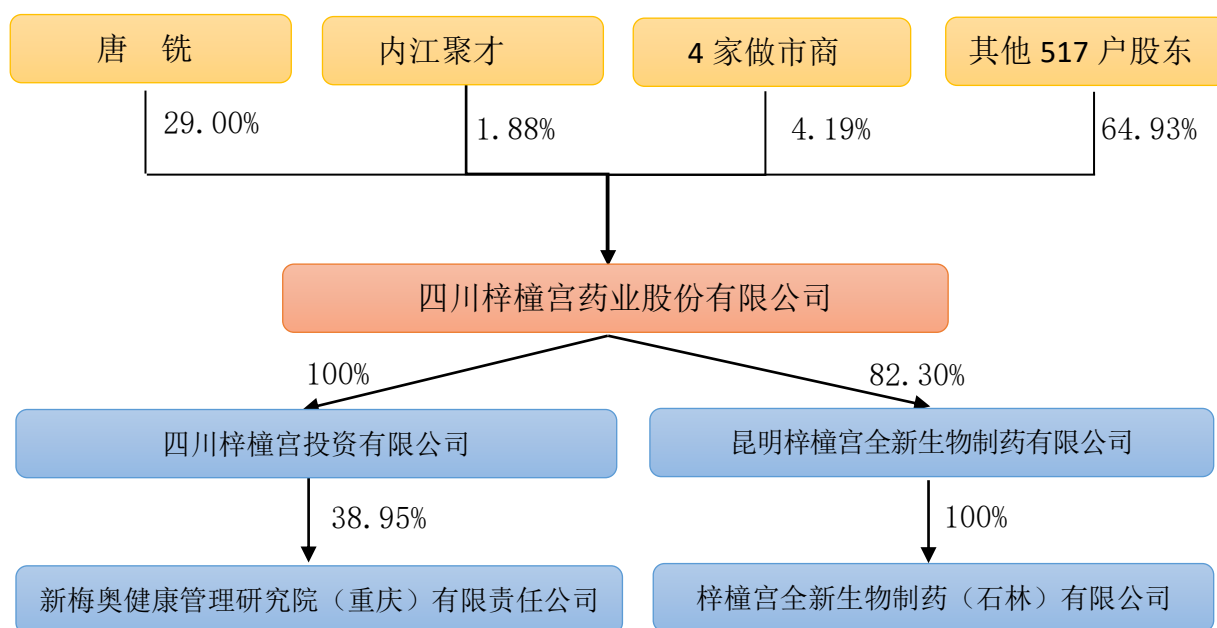 唐 铣
内江聚才
4 家做市商
其他 517 户股东
29.00%
1.88%
4.19%
64.93%
四川梓橦宫药业股份有限公司
100%
82.30%
四川梓橦宫投资有限公司
昆明梓橦宫全新生物制药有限公司
38.95%
100%
新梅奥健康管理研究院（重庆）有限责任公司
梓橦宫全新生物制药（石林）有限公司